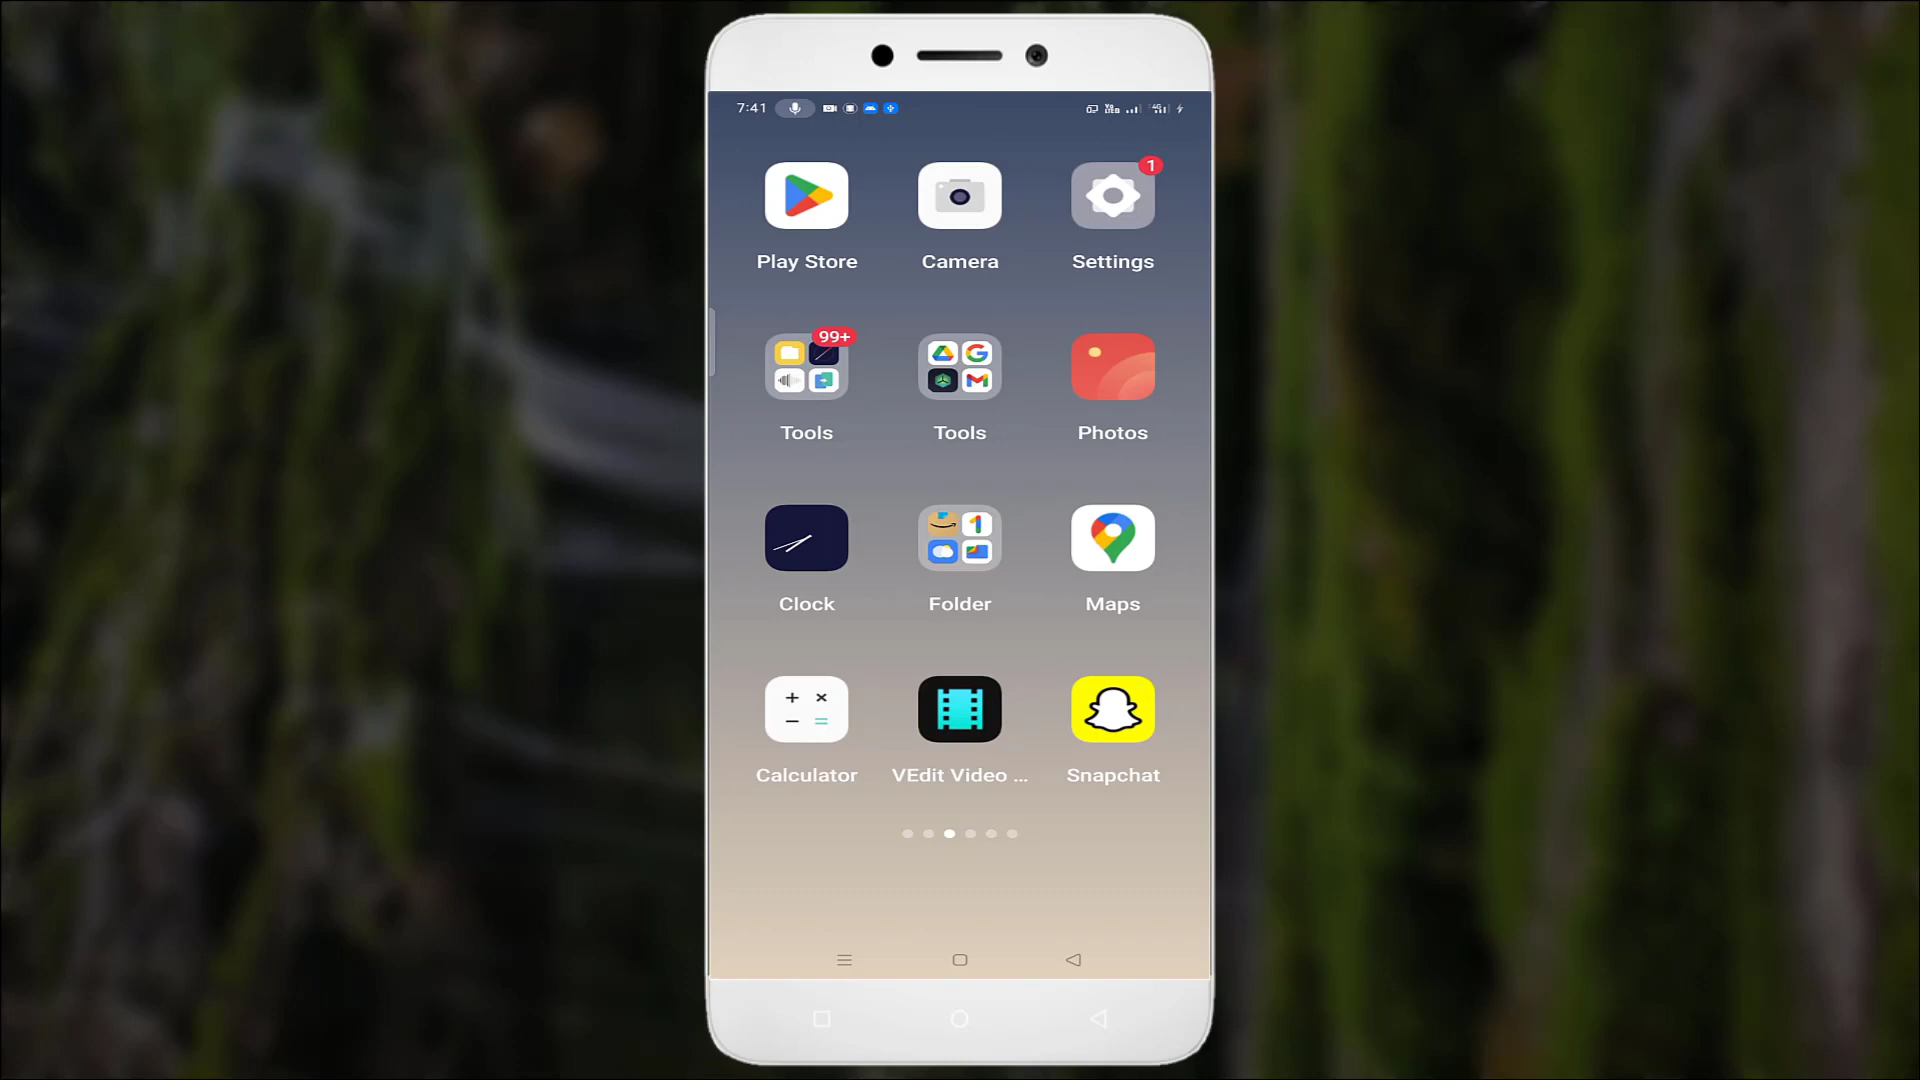 7:41
Play Store
Camera
Settings
1
99+
Tools
Tools
Photos
Clock
Folder
Maps
Calculator
VEdit Video ...
Snapchat